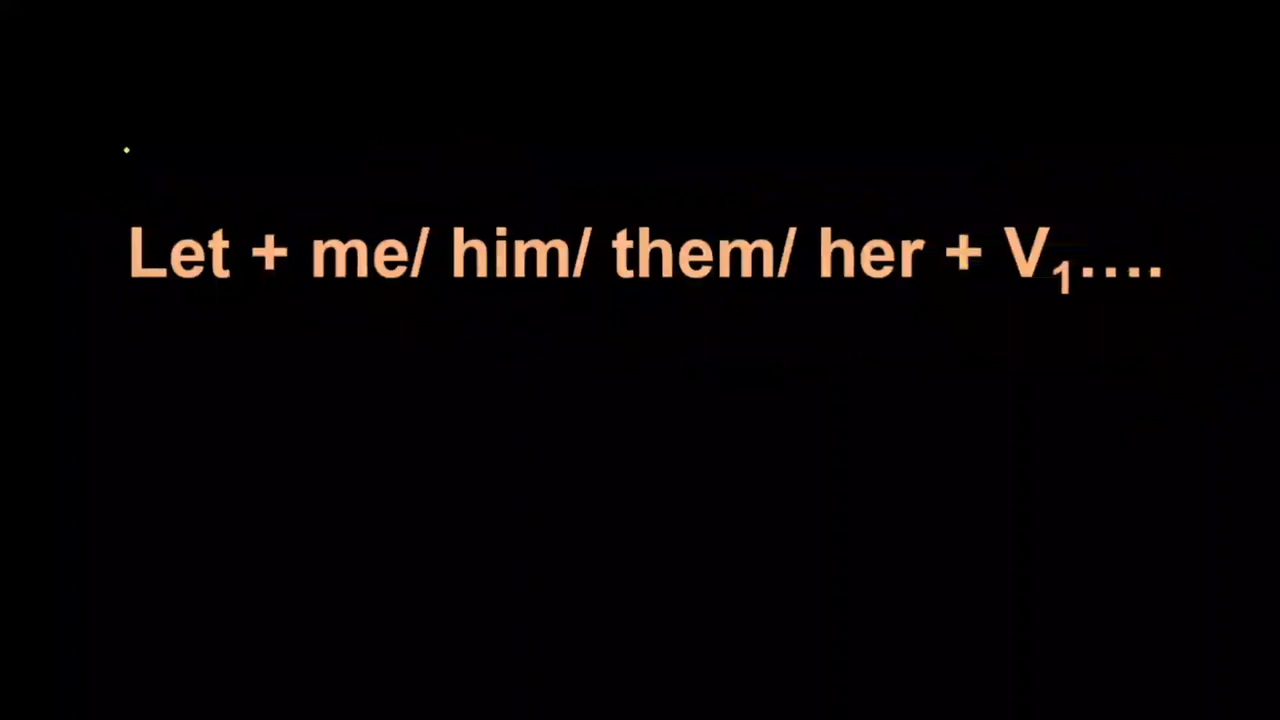 Let + me/ him/ them/ her + V₁....